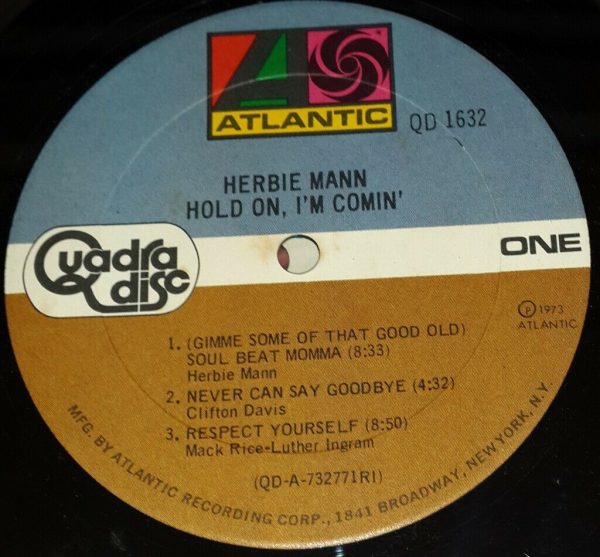 ATLANTIC
QD 1632
HERBIE MANN
HOLD ON, I'M COMIN'
Quadra
disc
ONE
℗ 1973
ATLANTIC
1. (GIMME SOME OF THAT GOOD OLD)
SOUL BEAT MOMMA (8:33)
Herbie Mann
2. NEVER CAN SAY GOODBYE (4:32)
Clifton Davis
3. RESPECT YOURSELF (8:50)
Mack Rice-Luther Ingram
(QD-A-732771RI)
MFG. BY ATLANTIC RECORDING CORP., 1841 BROADWAY, NEW YORK, N.Y.